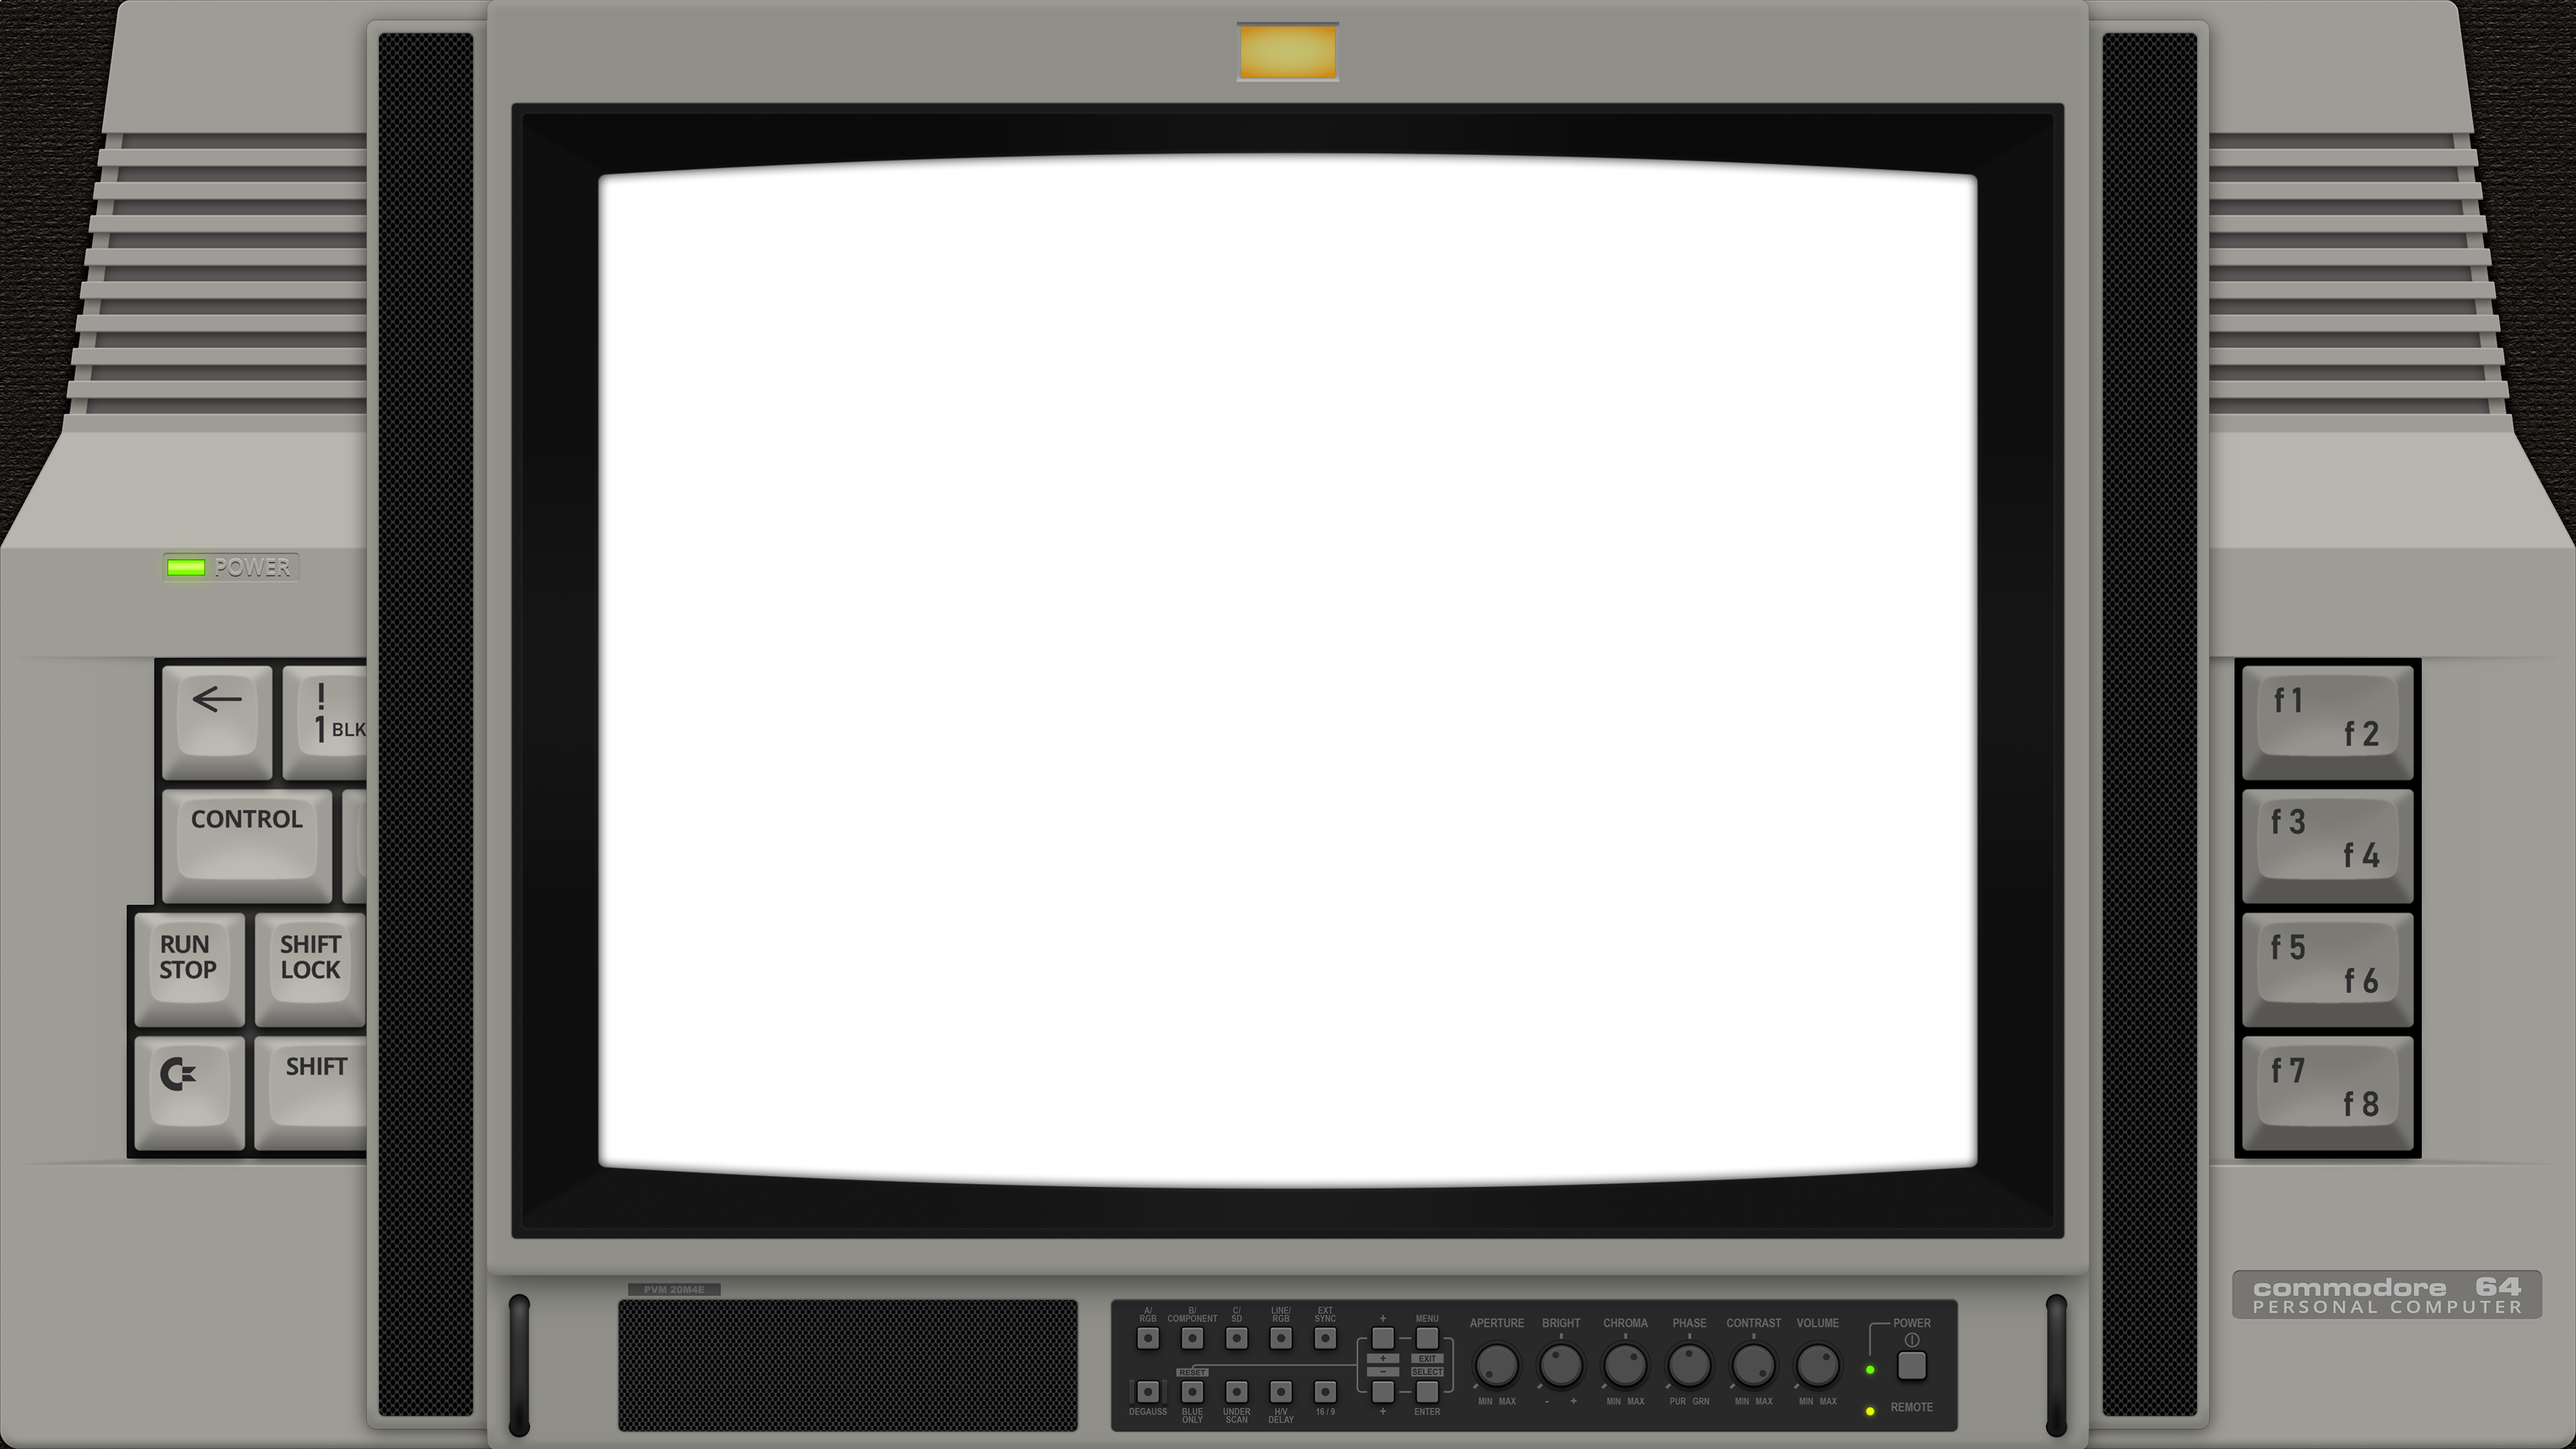 POWER
←
!
1 BLK
CONTROL
RUN
STOP
SHIFT
LOCK
SHIFT
f 1
f 2
f 3
f 4
f 5
f 6
f 7
f 8
commodore 64
PERSONAL COMPUTER
PVM 20M4E
A/
RGB
B/
COMPONENT
C/
SD
LINE/
RGB
EXT
SYNC
+
MENU
+
EXIT
RESET
−
SELECT
DEGAUSS
BLUE
ONLY
UNDER
SCAN
H/V
DELAY
16 / 9
+
ENTER
APERTURE
BRIGHT
CHROMA
PHASE
CONTRAST
VOLUME
MIN MAX
- +
MIN MAX
PUR GRN
MIN MAX
MIN MAX
POWER
REMOTE